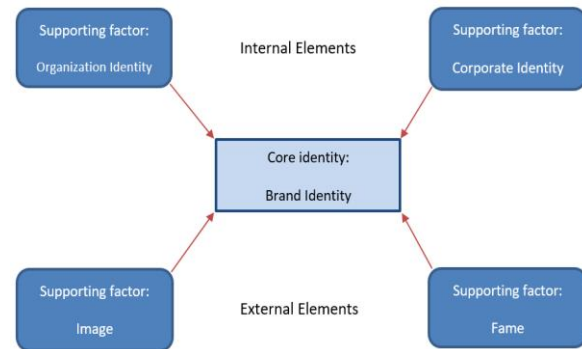 Supporting factor:
Organization Identity
Internal Elements
Supporting factor:
Corporate Identity
Core identity:
Brand Identity
Supporting factor:
Image
External Elements
Supporting factor:
Fame